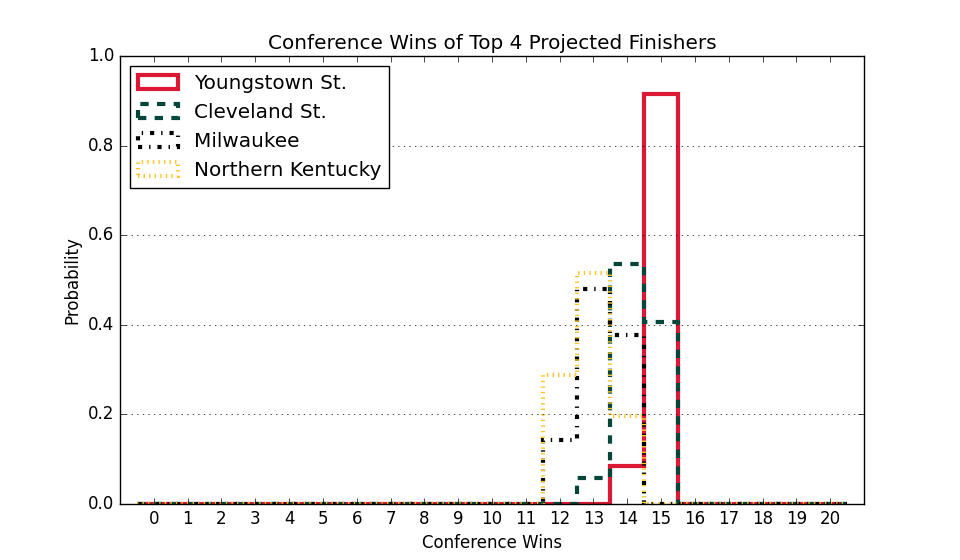 Conference Wins of Top 4 Projected Finishers
1.0
0.8
0.6
0.4
0.2
0.0
Probability
Youngstown St.
Cleveland St.
Milwaukee
Northern Kentucky
0 1 2 3 4 5 6 7 8 9 10 11 12 13 14 15 16 17 18 19 20
Conference Wins